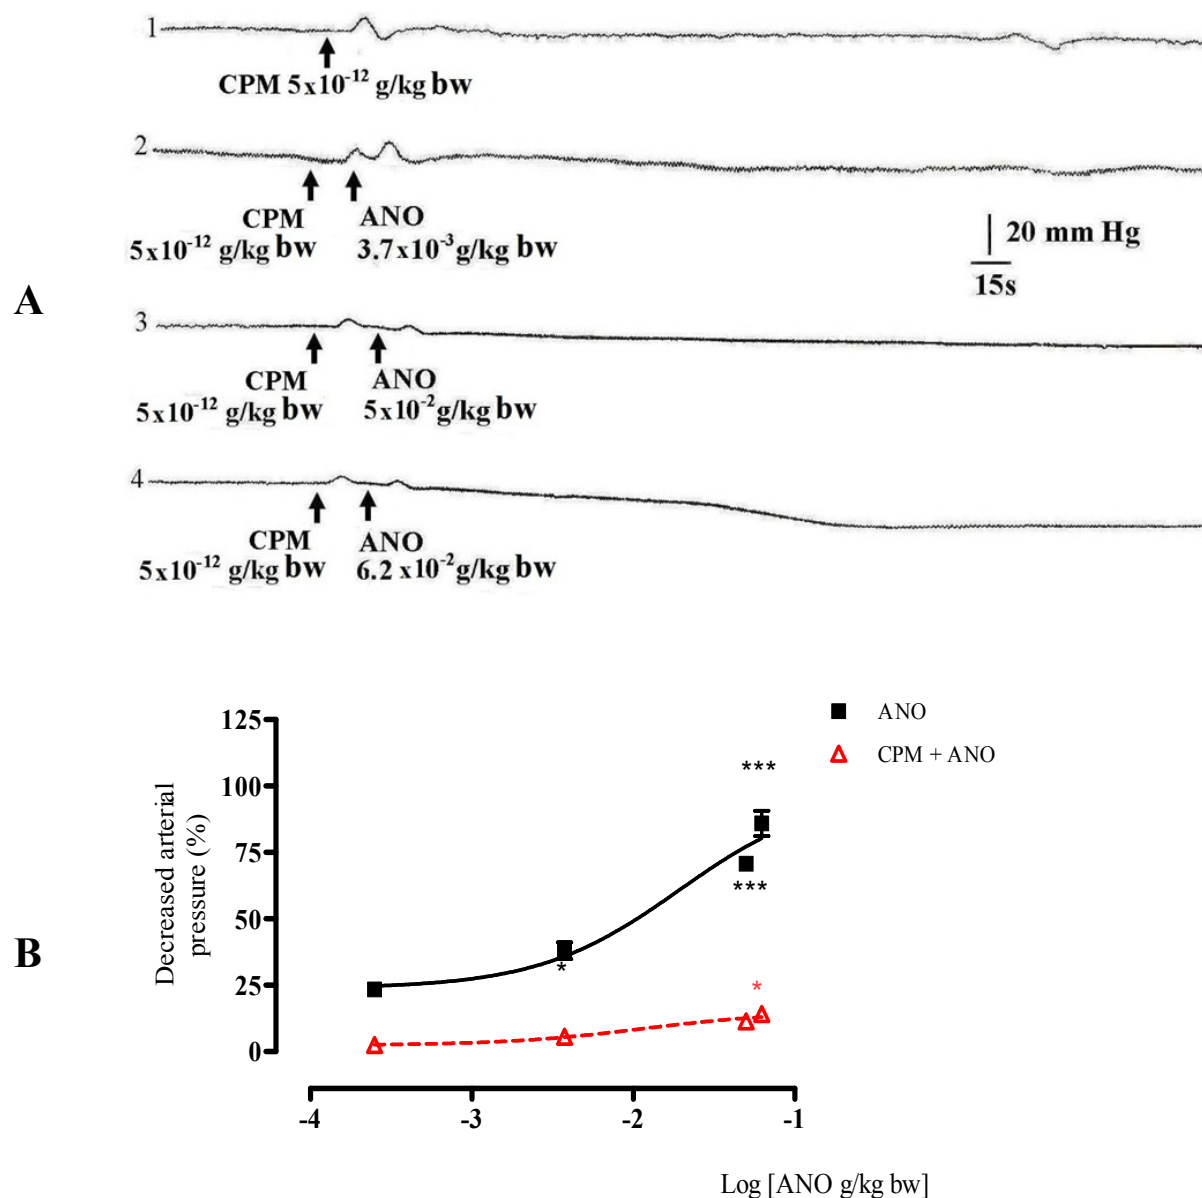 1
CPM 5x10⁻¹² g/kg bw
2
CPM ANO
5x10⁻¹² g/kg bw 3.7x10⁻³g/kg bw
20 mm Hg
15s
A
3
CPM ANO
5x10⁻¹² g/kg bw 5x10⁻²g/kg bw
4
CPM ANO
5x10⁻¹² g/kg bw 6.2 x10⁻²g/kg bw
ANO
CPM + ANO
125
100
75
50
25
0
Decreased arterial
pressure (%)
***
***
*
*
B
-4 -3 -2 -1
Log [ANO g/kg bw]